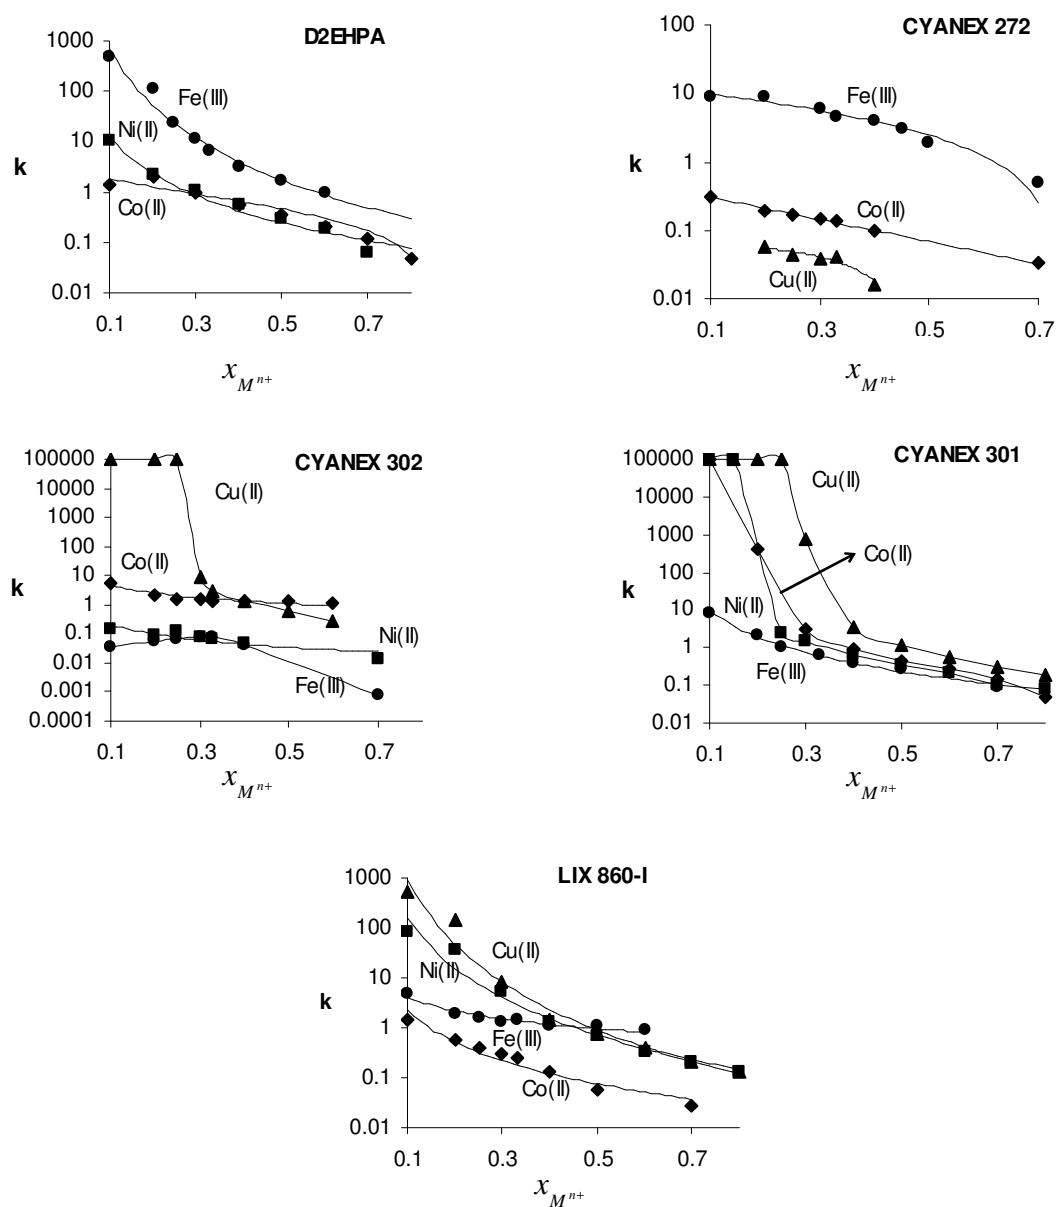 D2EHPA
1000
100
10
1
0.1
0.01
k
Fe(III)
Ni(II)
Co(II)
0.1 0.3 0.5 0.7
x_{M^{n+}}
CYANEX 272
100
10
1
0.1
0.01
k
Fe(III)
Co(II)
Cu(II)
0.1 0.3 0.5 0.7
x_{M^{n+}}
CYANEX 302
100000
10000
1000
100
10
1
0.1
0.01
0.001
0.0001
k
Cu(II)
Co(II)
Ni(II)
Fe(III)
0.1 0.3 0.5 0.7
x_{M^{n+}}
CYANEX 301
100000
10000
1000
100
10
1
0.1
0.01
k
Cu(II)
Co(II)
Ni(II)
Fe(III)
0.1 0.3 0.5 0.7
x_{M^{n+}}
LIX 860-I
1000
100
10
1
0.1
0.01
k
Cu(II)
Ni(II)
Fe(III)
Co(II)
0.1 0.3 0.5 0.7
x_{M^{n+}}